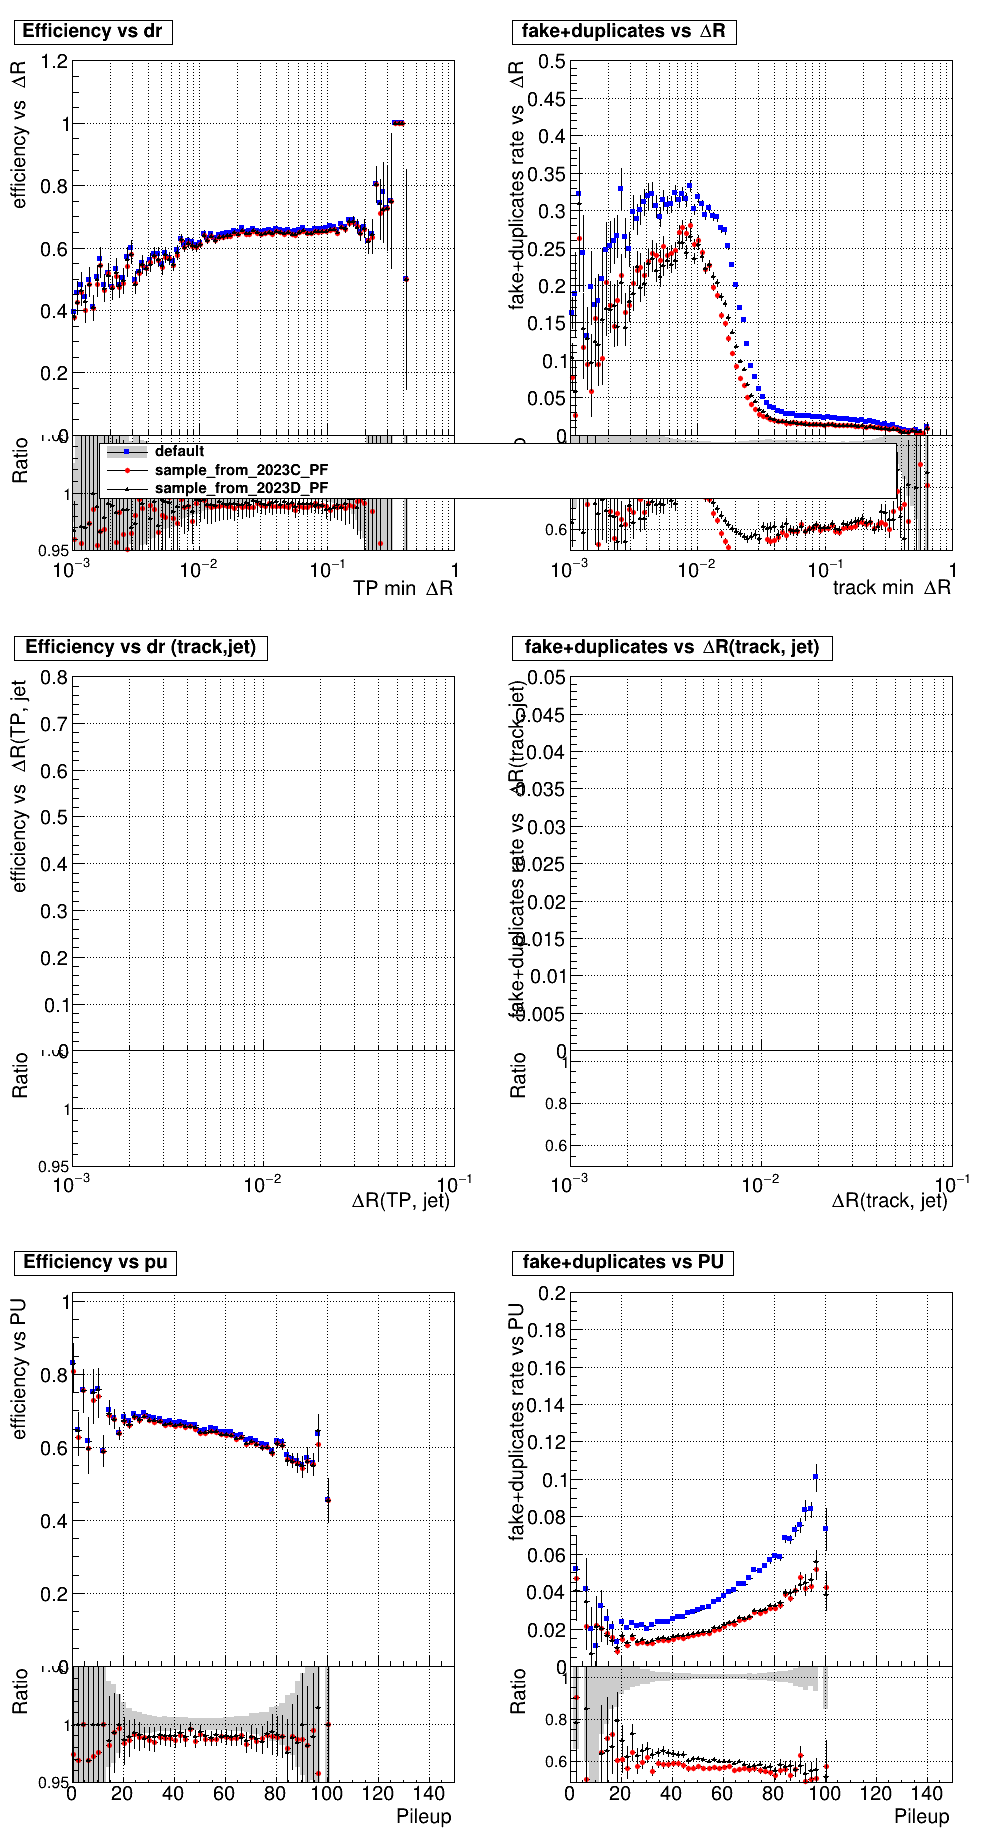 Efficiency vs dr
fake+duplicates vs ΔR
efficiency vs ΔR
1.2
1
0.8
0.6
0.4
0.2
0
Ratio
1
0.95
10⁻³ 10⁻² 10⁻¹ 1
TP min ΔR
fake+duplicates rate vs ΔR
0.5
0.45
0.4
0.35
0.3
0.25
0.2
0.15
0.1
0.05
0
0.6
10⁻³ 10⁻² 10⁻¹ 1
track min ΔR
default
sample_from_2023C_PF
sample_from_2023D_PF
Efficiency vs dr (track,jet)
fake+duplicates vs ΔR(track, jet)
efficiency vs ΔR(TP, jet
0.8
0.7
0.6
0.5
0.4
0.3
0.2
0.1
0
Ratio
1
0.95
10⁻³ 10⁻² 10⁻¹
ΔR(TP, jet)
fake+duplicates rate vs ΔR(track, jet)
0.05
0.045
0.04
0.035
0.03
0.025
0.02
0.015
0.01
0.005
0
Ratio
1
0.8
0.6
10⁻³ 10⁻² 10⁻¹
ΔR(track, jet)
Efficiency vs pu
fake+duplicates vs PU
efficiency vs PU
1
0.8
0.6
0.4
0.2
0
Ratio
1
0.95
0 20 40 60 80 100 120 140
Pileup
fake+duplicates rate vs PU
0.2
0.18
0.16
0.14
0.12
0.1
0.08
0.06
0.04
0.02
0
Ratio
1
0.8
0.6
0 20 40 60 80 100 120 140
Pileup